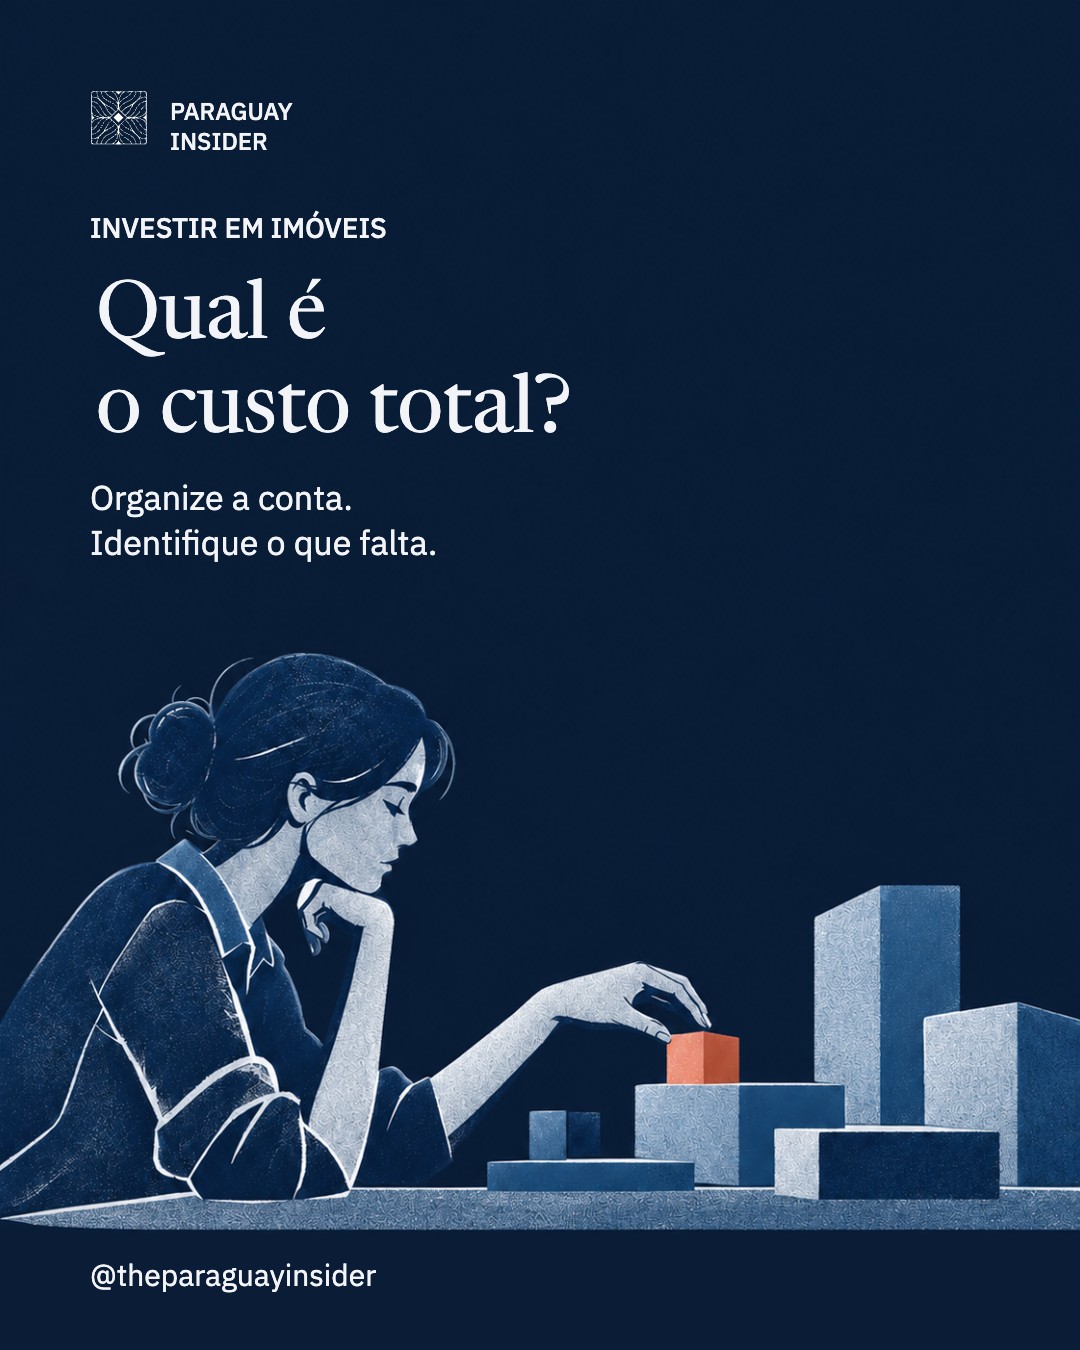 PARAGUAY
INSIDER
INVESTIR EM IMÓVEIS
Qual é
o custo total?
Organize a conta.
Identifique o que falta.
@theparaguayinsider